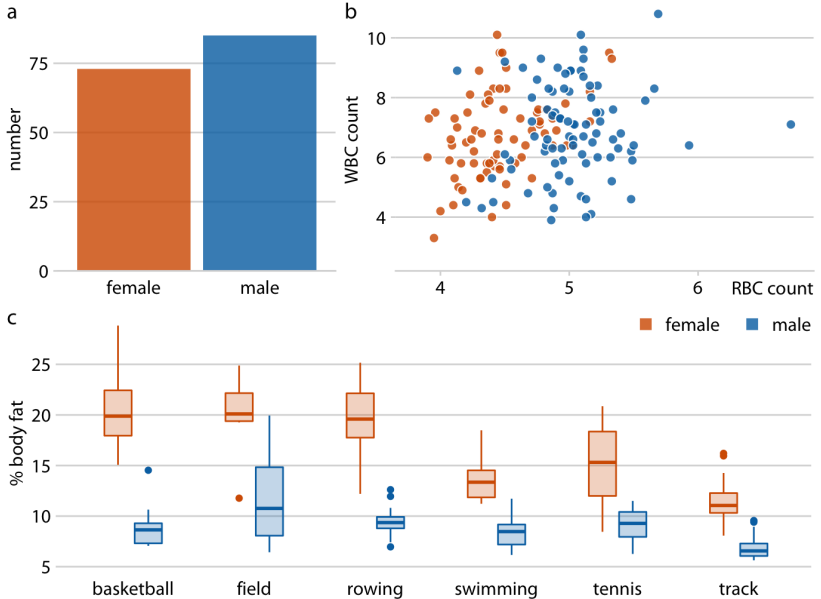 a
number
75
50
25
0
female male
b
WBC count
10
8
6
4
4 5 6 RBC count
female male
c
% body fat
25
20
15
10
5
basketball field rowing swimming tennis track